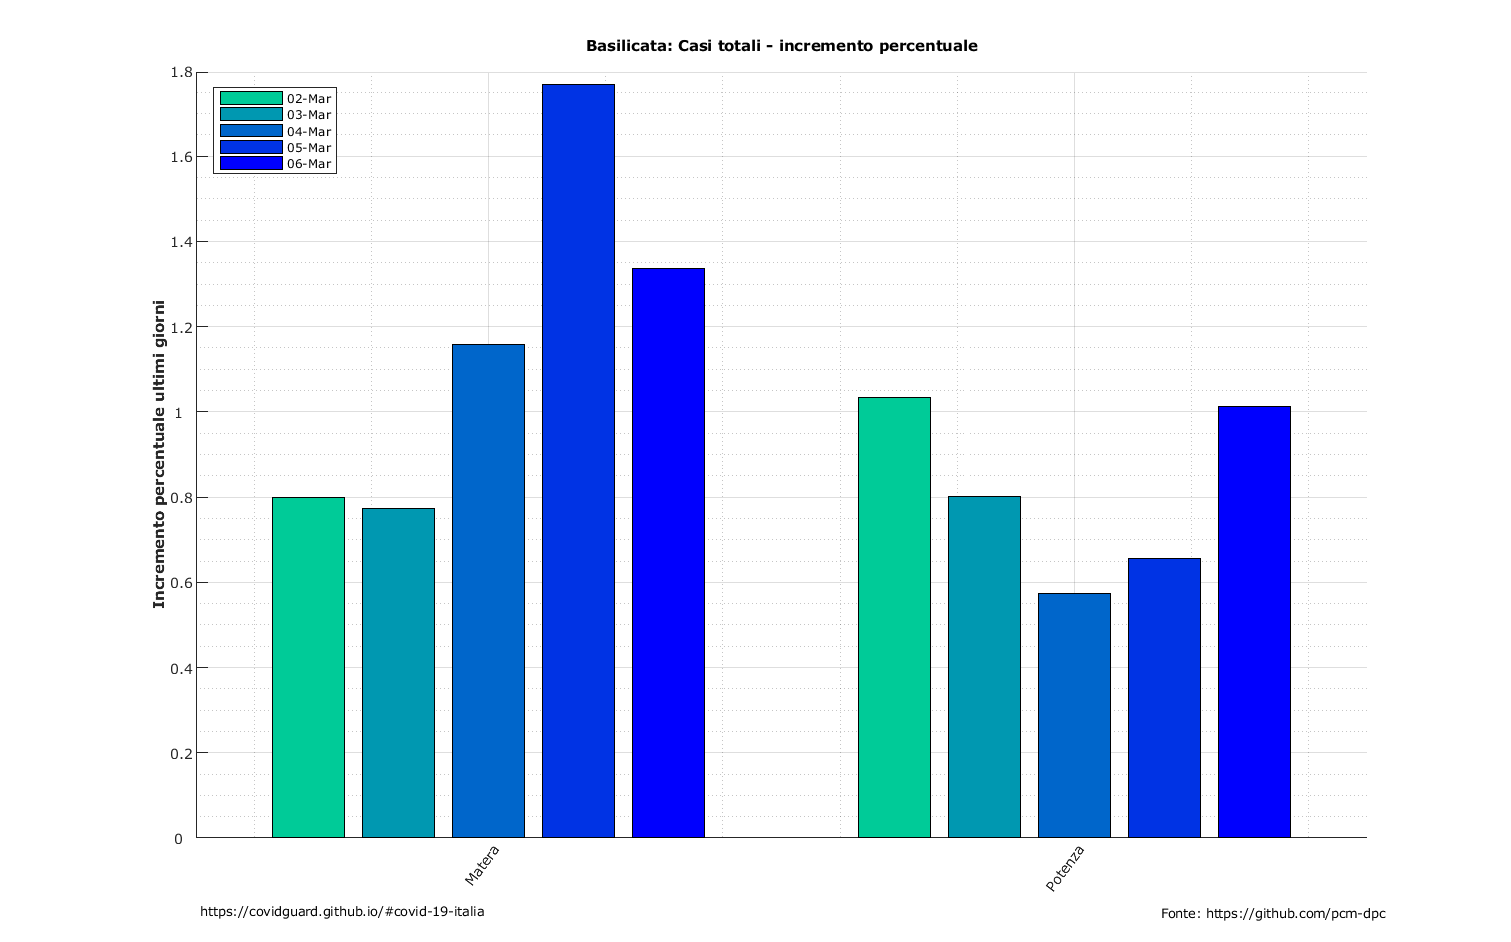 Basilicata: Casi totali - incremento percentuale
02-Mar
03-Mar
04-Mar
05-Mar
06-Mar
Incremento percentuale ultimi giorni
1.8
1.6
1.4
1.2
1
0.8
0.6
0.4
0.2
0
Matera
Potenza
https://covidguard.github.io/#covid-19-italia
Fonte: https://github.com/pcm-dpc